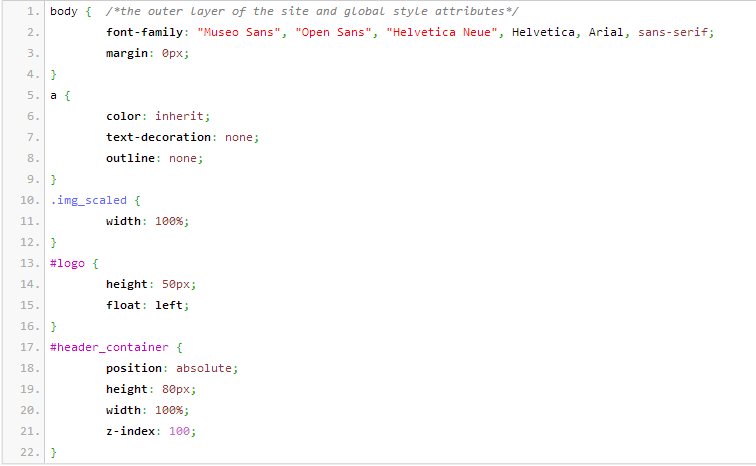 1. body {  /*the outer layer of the site and global style attributes*/
2.         font-family: "Museo Sans", "Open Sans", "Helvetica Neue", Helvetica, Arial, sans-serif;
3.         margin: 0px;
4. }
5. a {
6.         color: inherit;
7.         text-decoration: none;
8.         outline: none;
9. }
10. .img_scaled {
11.         width: 100%;
12. }
13. #logo {
14.         height: 50px;
15.         float: left;
16. }
17. #header_container {
18.         position: absolute;
19.         height: 80px;
20.         width: 100%;
21.         z-index: 100;
22. }